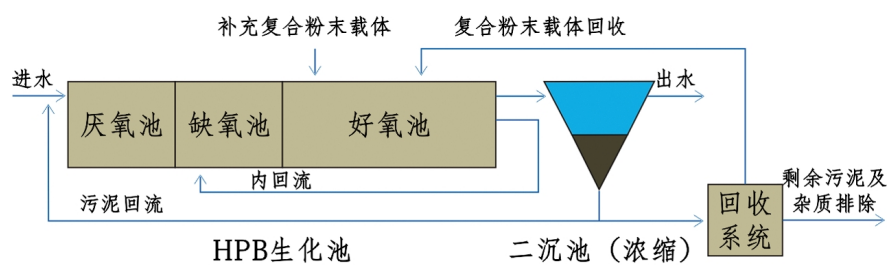 补充复合粉末载体
复合粉末载体回收
进水
出水
厌氧池
缺氧池
好氧池
内回流
污泥回流
剩余污泥及
杂质排除
回收
系统
HPB生化池
二沉池（浓缩）